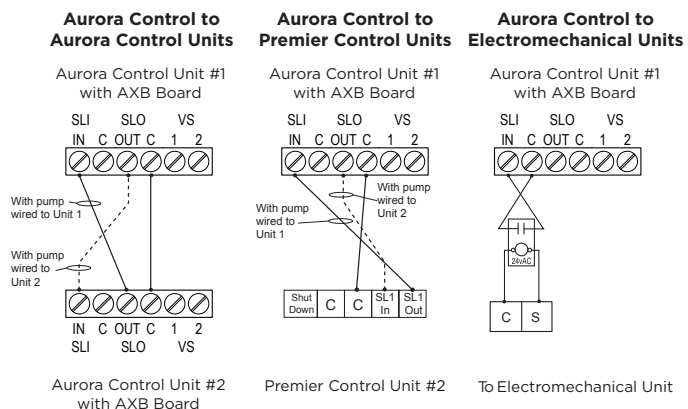 Aurora Control to
Aurora Control Units
Aurora Control Unit #1
with AXB Board
SLI SLO VS
IN C OUT C 1 2
With pump
wired to Unit 1
With pump
wired to
Unit 2
IN C OUT C 1 2
SLI SLO VS
Aurora Control Unit #2
with AXB Board
Aurora Control to
Premier Control Units
Aurora Control Unit #1
with AXB Board
SLI SLO VS
IN C OUT C 1 2
With pump
wired to
Unit 1
With pump
wired to
Unit 2
Shut
Down
C
C
SL1
In
SL1
Out
Premier Control Unit #2
Aurora Control to
Electromechanical Units
Aurora Control Unit #1
with AXB Board
SLI SLO VS
IN C OUT C 1 2
24vAC
C S
To Electromechanical Unit